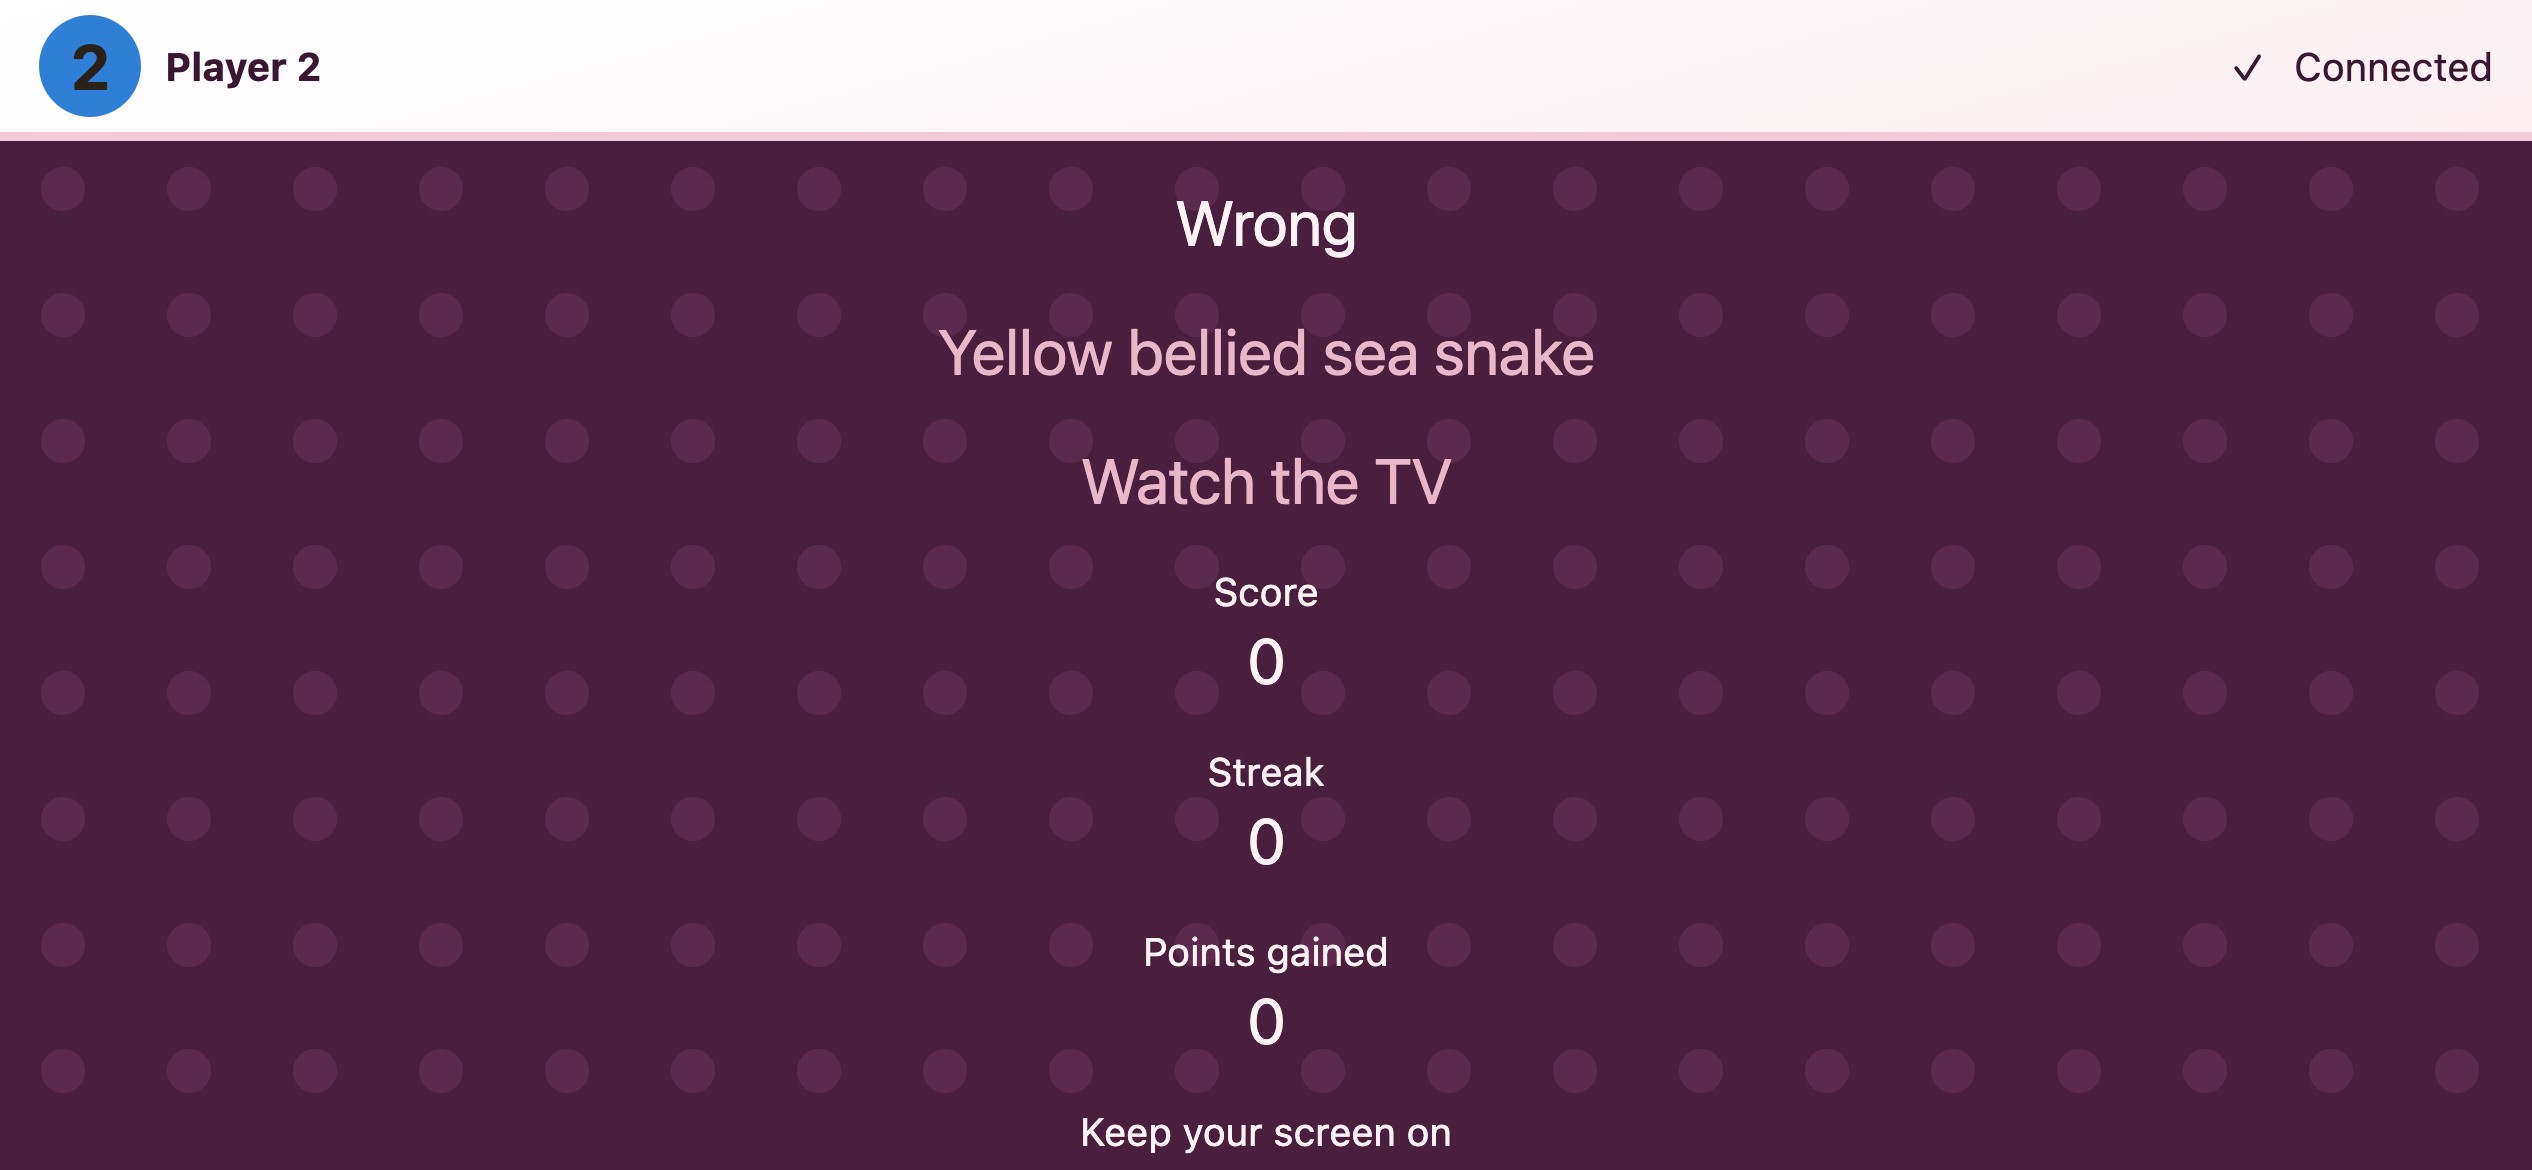 2 Player 2
✓ Connected
Wrong
Yellow bellied sea snake
Watch the TV
Score
0
Streak
0
Points gained
0
Keep your screen on